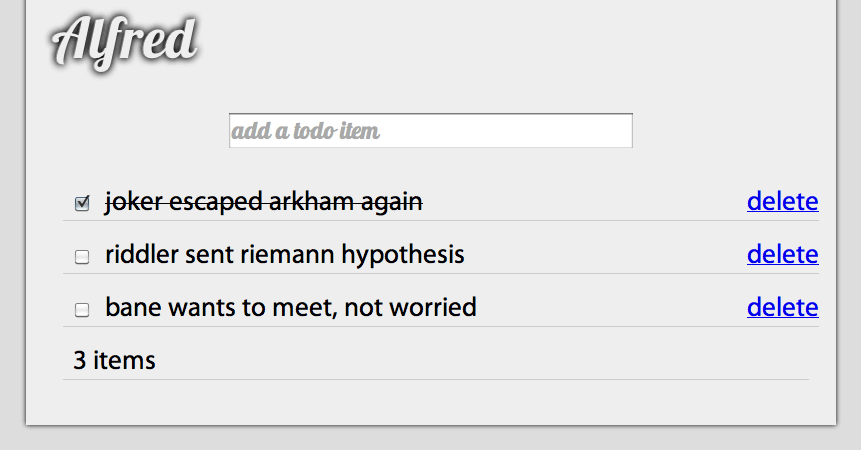 Alfred
add a todo item
joker escaped arkham again delete
riddler sent riemann hypothesis delete
bane wants to meet, not worried delete
3 items